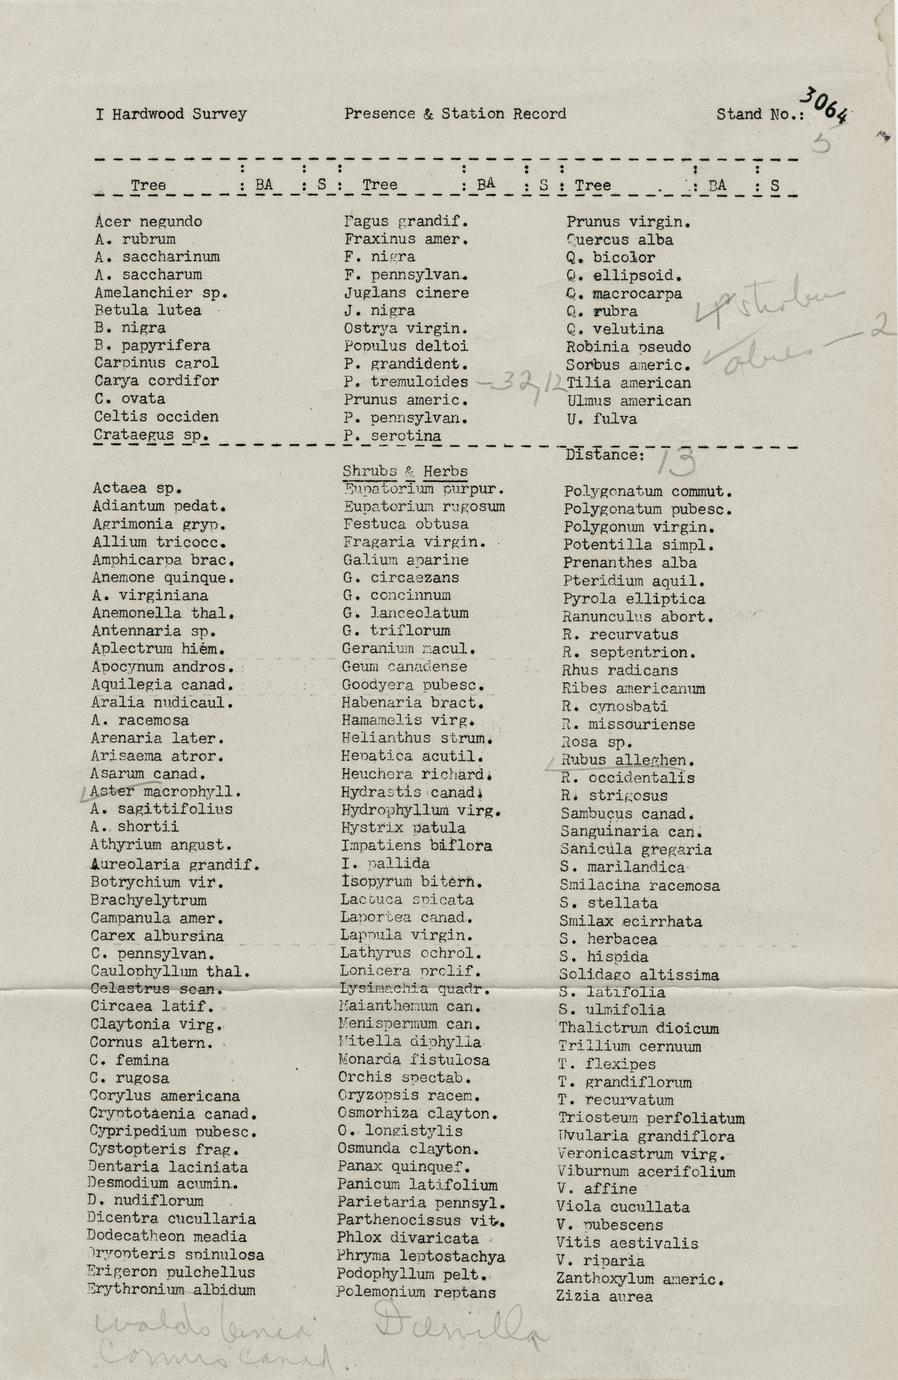 I Hardwood Survey Presence & Station Record Stand No.: 3064
5
Tree : BA : S : Tree : BA : S : Tree : BA : S
Acer negundo
A. rubrum
A. saccharinum
A. saccharum
Amelanchier sp.
Betula lutea
B. nigra
B. papyrifera
Carpinus carol
Carya cordifor
C. ovata
Celtis occiden
Crataegus sp.
Fagus grandif.
Fraxinus amer.
F. nigra
F. pennsylvan.
Juglans cinere
J. nigra
Ostrya virgin.
Populus deltoi
P. grandident.
P. tremuloides — 32,12
Prunus americ.
P. pennsylvan.
P. serotina
Prunus virgin.
Quercus alba
Q. bicolor
Q. ellipsoid.
Q. macrocarpa
Q. rubra
Q. velutina
Robinia pseudo
Sorbus americ.
Tilia american
Ulmus american
U. fulva
strobus
abies — 2
Distance: 13
Shrubs & Herbs
Actaea sp.
Adiantum pedat.
Agrimonia gryp.
Allium tricocc.
Amphicarpa brac.
Anemone quinque.
A. virginiana
Anemonella thal.
Antennaria sp.
Aplectrum hiem.
Apocynum andros.
Aquilegia canad.
Aralia nudicaul.
A. racemosa
Arenaria later.
Arisaema atror.
Asarum canad.
Aster macrophyll.
A. sagittifolius
A. shortii
Athyrium angust.
Aureolaria grandif.
Botrychium vir.
Brachyelytrum
Campanula amer.
Carex albursina
C. pennsylvan.
Caulophyllum thal.
Celastrus scan.
Circaea latif.
Claytonia virg.
Cornus altern.
C. femina
C. rugosa
Corylus americana
Cryptotaenia canad.
Cypripedium pubesc.
Cystopteris frag.
Dentaria laciniata
Desmodium acumin.
D. nudiflorum
Dicentra cucullaria
Dodecatheon meadia
Dryopteris spinulosa
Erigeron pulchellus
Erythronium albidum
Eupatorium purpur.
Eupatorium rugosum
Festuca obtusa
Fragaria virgin.
Galium aparine
G. circaezans
G. concinnum
G. lanceolatum
G. triflorum
Geranium macul.
Geum canadense
Goodyera pubesc.
Habenaria bract.
Hamamelis virg.
Helianthus strum.
Hepatica acutil.
Heuchera richard.
Hydrastis canad.
Hydrophyllum virg.
Hystrix patula
Impatiens biflora
I. pallida
Isopyrum bitern.
Lactuca spicata
Laportea canad.
Lappula virgin.
Lathyrus ochrol.
Lonicera prolif.
Lysimachia quadr.
Maianthemum can.
Menispermum can.
Mitella diphylla
Monarda fistulosa
Orchis spectab.
Oryzopsis racem.
Osmorhiza clayton.
O. longistylis
Osmunda clayton.
Panax quinquef.
Panicum latifolium
Parietaria pennsyl.
Parthenocissus vit.
Phlox divaricata
Phryma leptostachya
Podophyllum pelt.
Polemonium reptans
Polygonatum commut.
Polygonatum pubesc.
Polygonum virgin.
Potentilla simpl.
Prenanthes alba
Pteridium aquil.
Pyrola elliptica
Ranunculus abort.
R. recurvatus
R. septentrion.
Rhus radicans
Ribes americanum
R. cynosbati
R. missouriense
Rosa sp.
Rubus alleghen.
R. occidentalis
R. strigosus
Sambucus canad.
Sanguinaria can.
Sanicula gregaria
S. marilandica
Smilacina racemosa
S. stellata
Smilax ecirrhata
S. herbacea
S. hispida
Solidago altissima
S. latifolia
S. ulmifolia
Thalictrum dioicum
Trillium cernuum
T. flexipes
T. grandiflorum
T. recurvatum
Triosteum perfoliatum
Uvularia grandiflora
Veronicastrum virg.
Viburnum acerifolium
V. affine
Viola cucullata
V. pubescens
Vitis aestivalis
V. riparia
Zanthoxylum americ.
Zizia aurea
waldstenia Diervilla
Cornus canad.